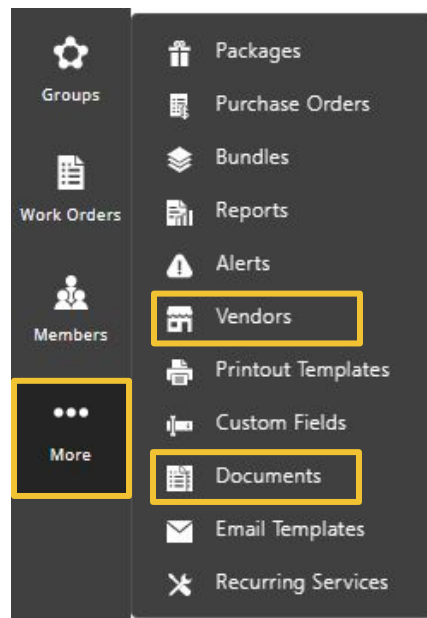 Groups
Work Orders
Members
More
Packages
Purchase Orders
Bundles
Reports
Alerts
Vendors
Printout Templates
Custom Fields
Documents
Email Templates
Recurring Services